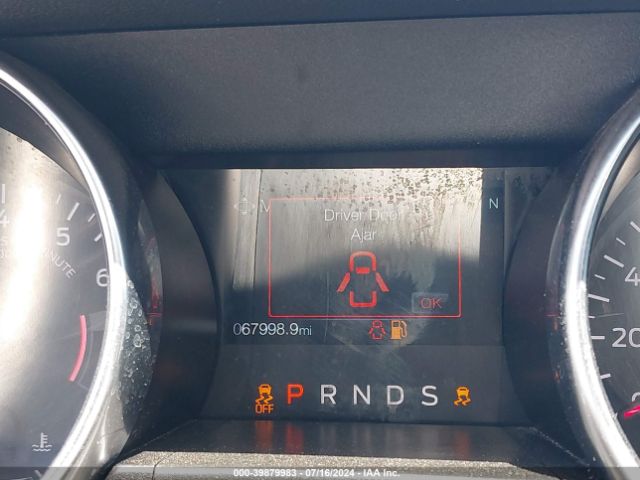 N
Driver Door
Ajar
OK
067998.9mi
OFF P R N D S
4
5
6
20
000-39879983 - 07/16/2024 - IAA Inc.